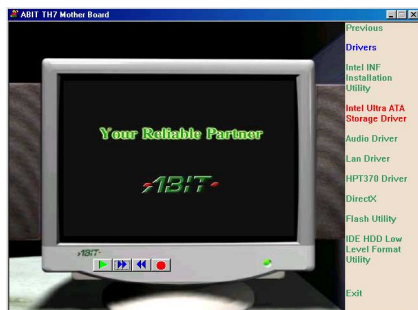 ABIT TH7 Mother Board
Previous
Drivers
Intel INF
Installation
Utility
Intel Ultra ATA
Storage Driver
Audio Driver
Lan Driver
HPT370 Driver
DirectX
Flash Utility
IDE HDD Low
Level Format
Utility
Exit
Your Reliable Partner
ABIT
ABIT